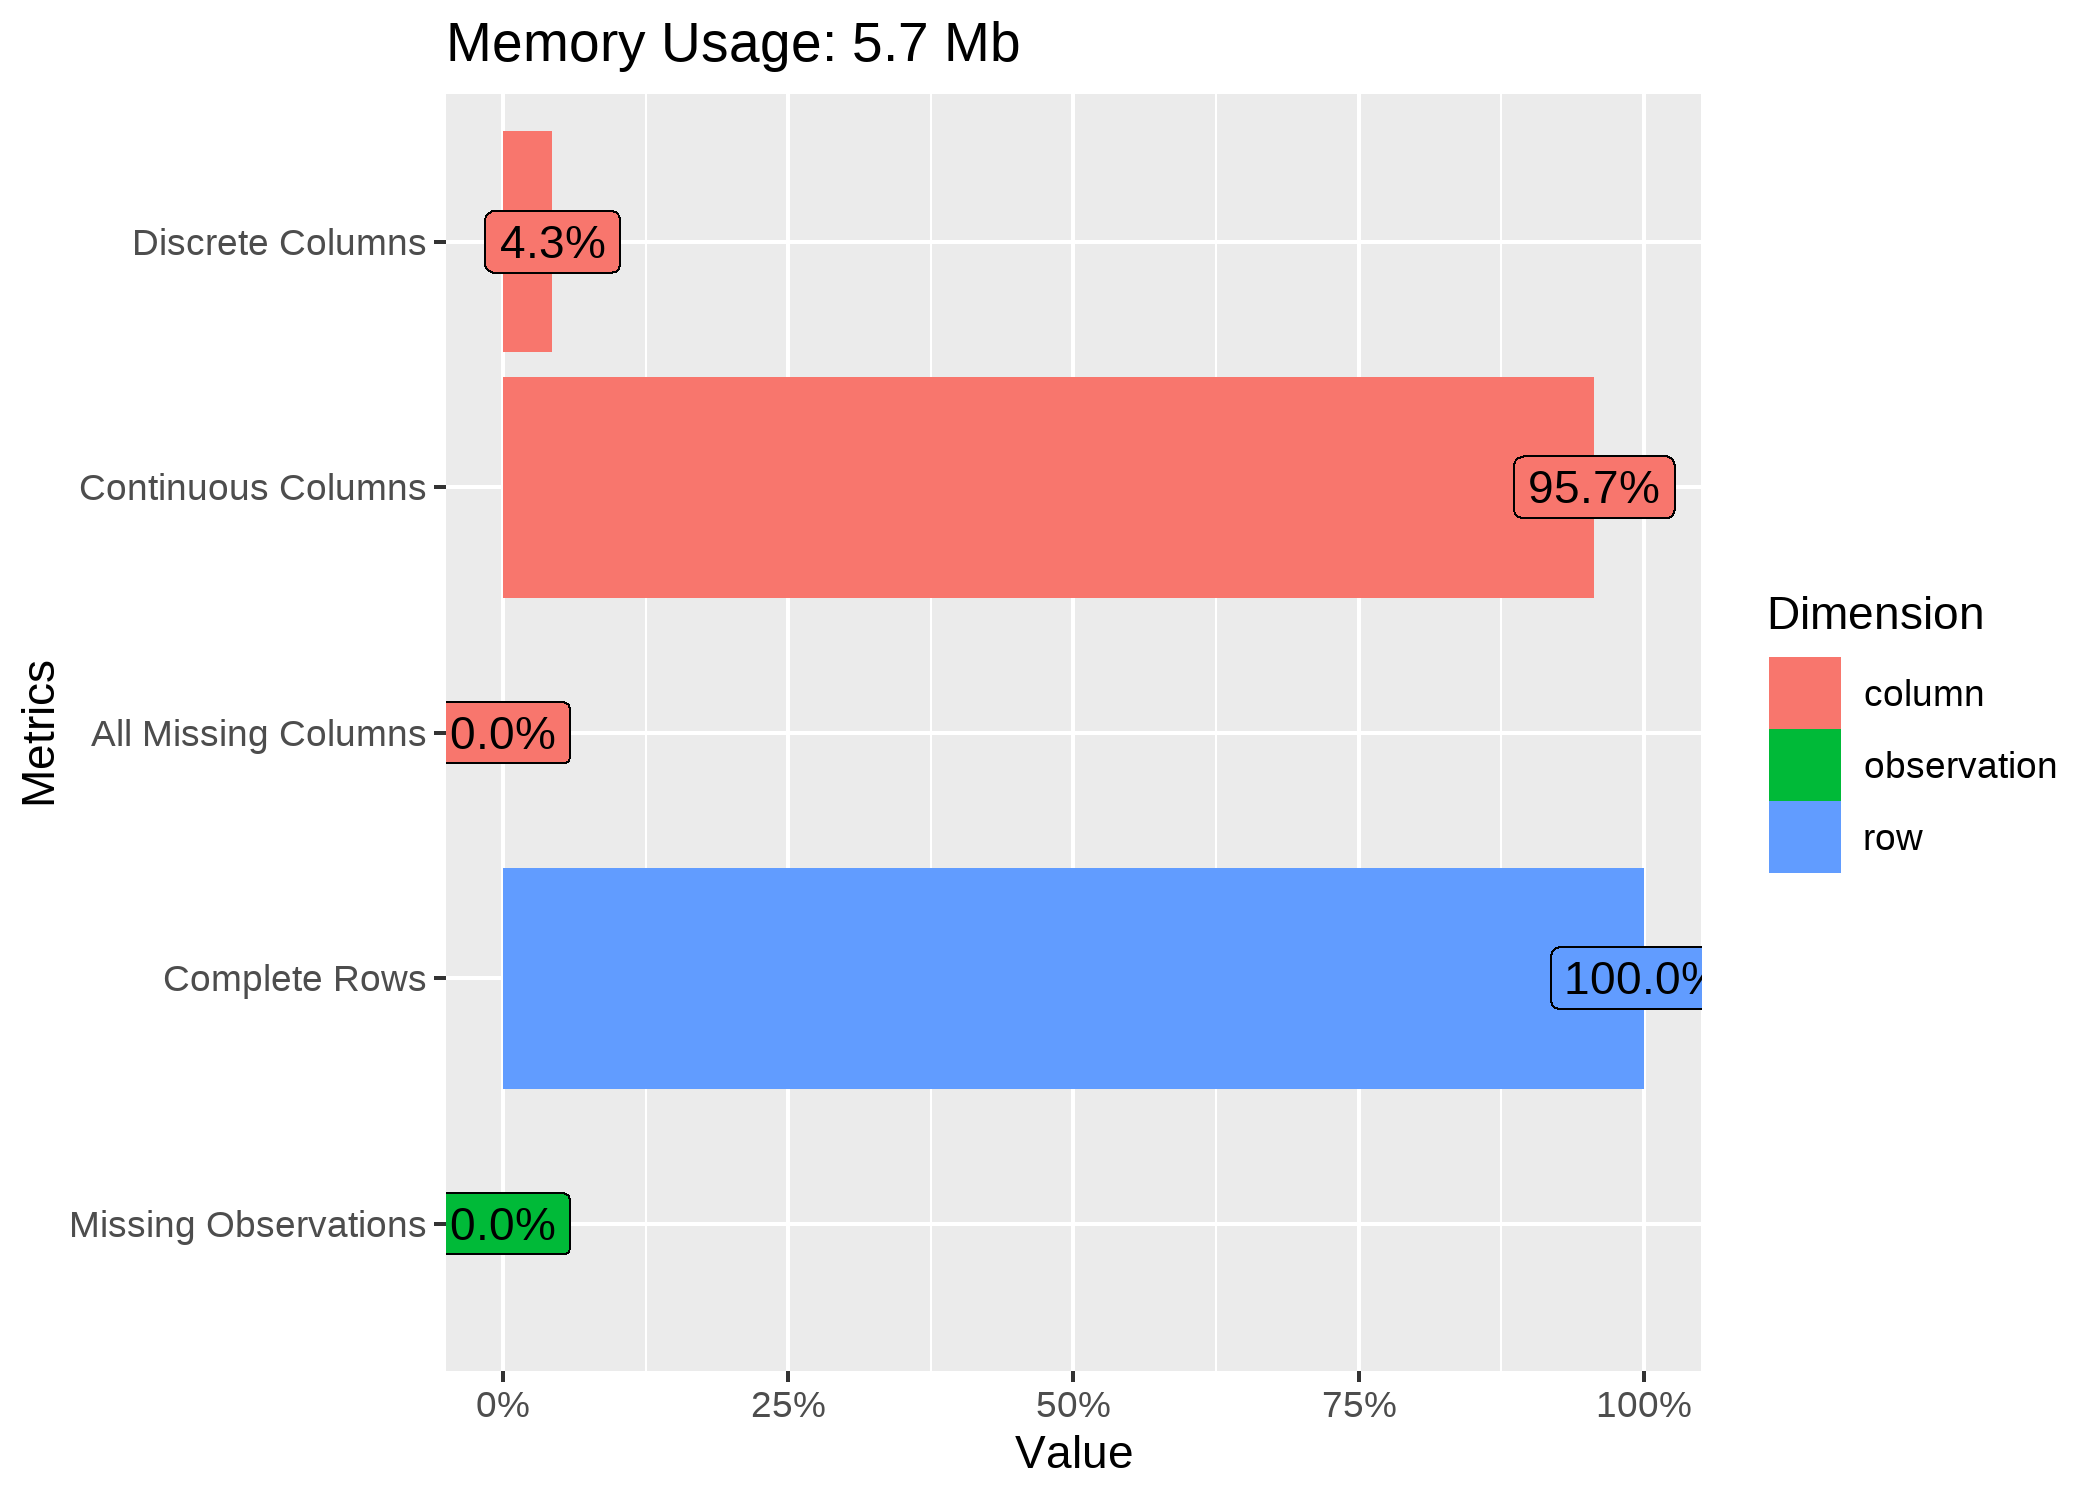 Memory Usage: 5.7 Mb
Discrete Columns
4.3%
Continuous Columns
95.7%
All Missing Columns
0.0%
Complete Rows
100.0%
Missing Observations
0.0%
Metrics
0% 25% 50% 75% 100%
Value
Dimension
column
observation
row